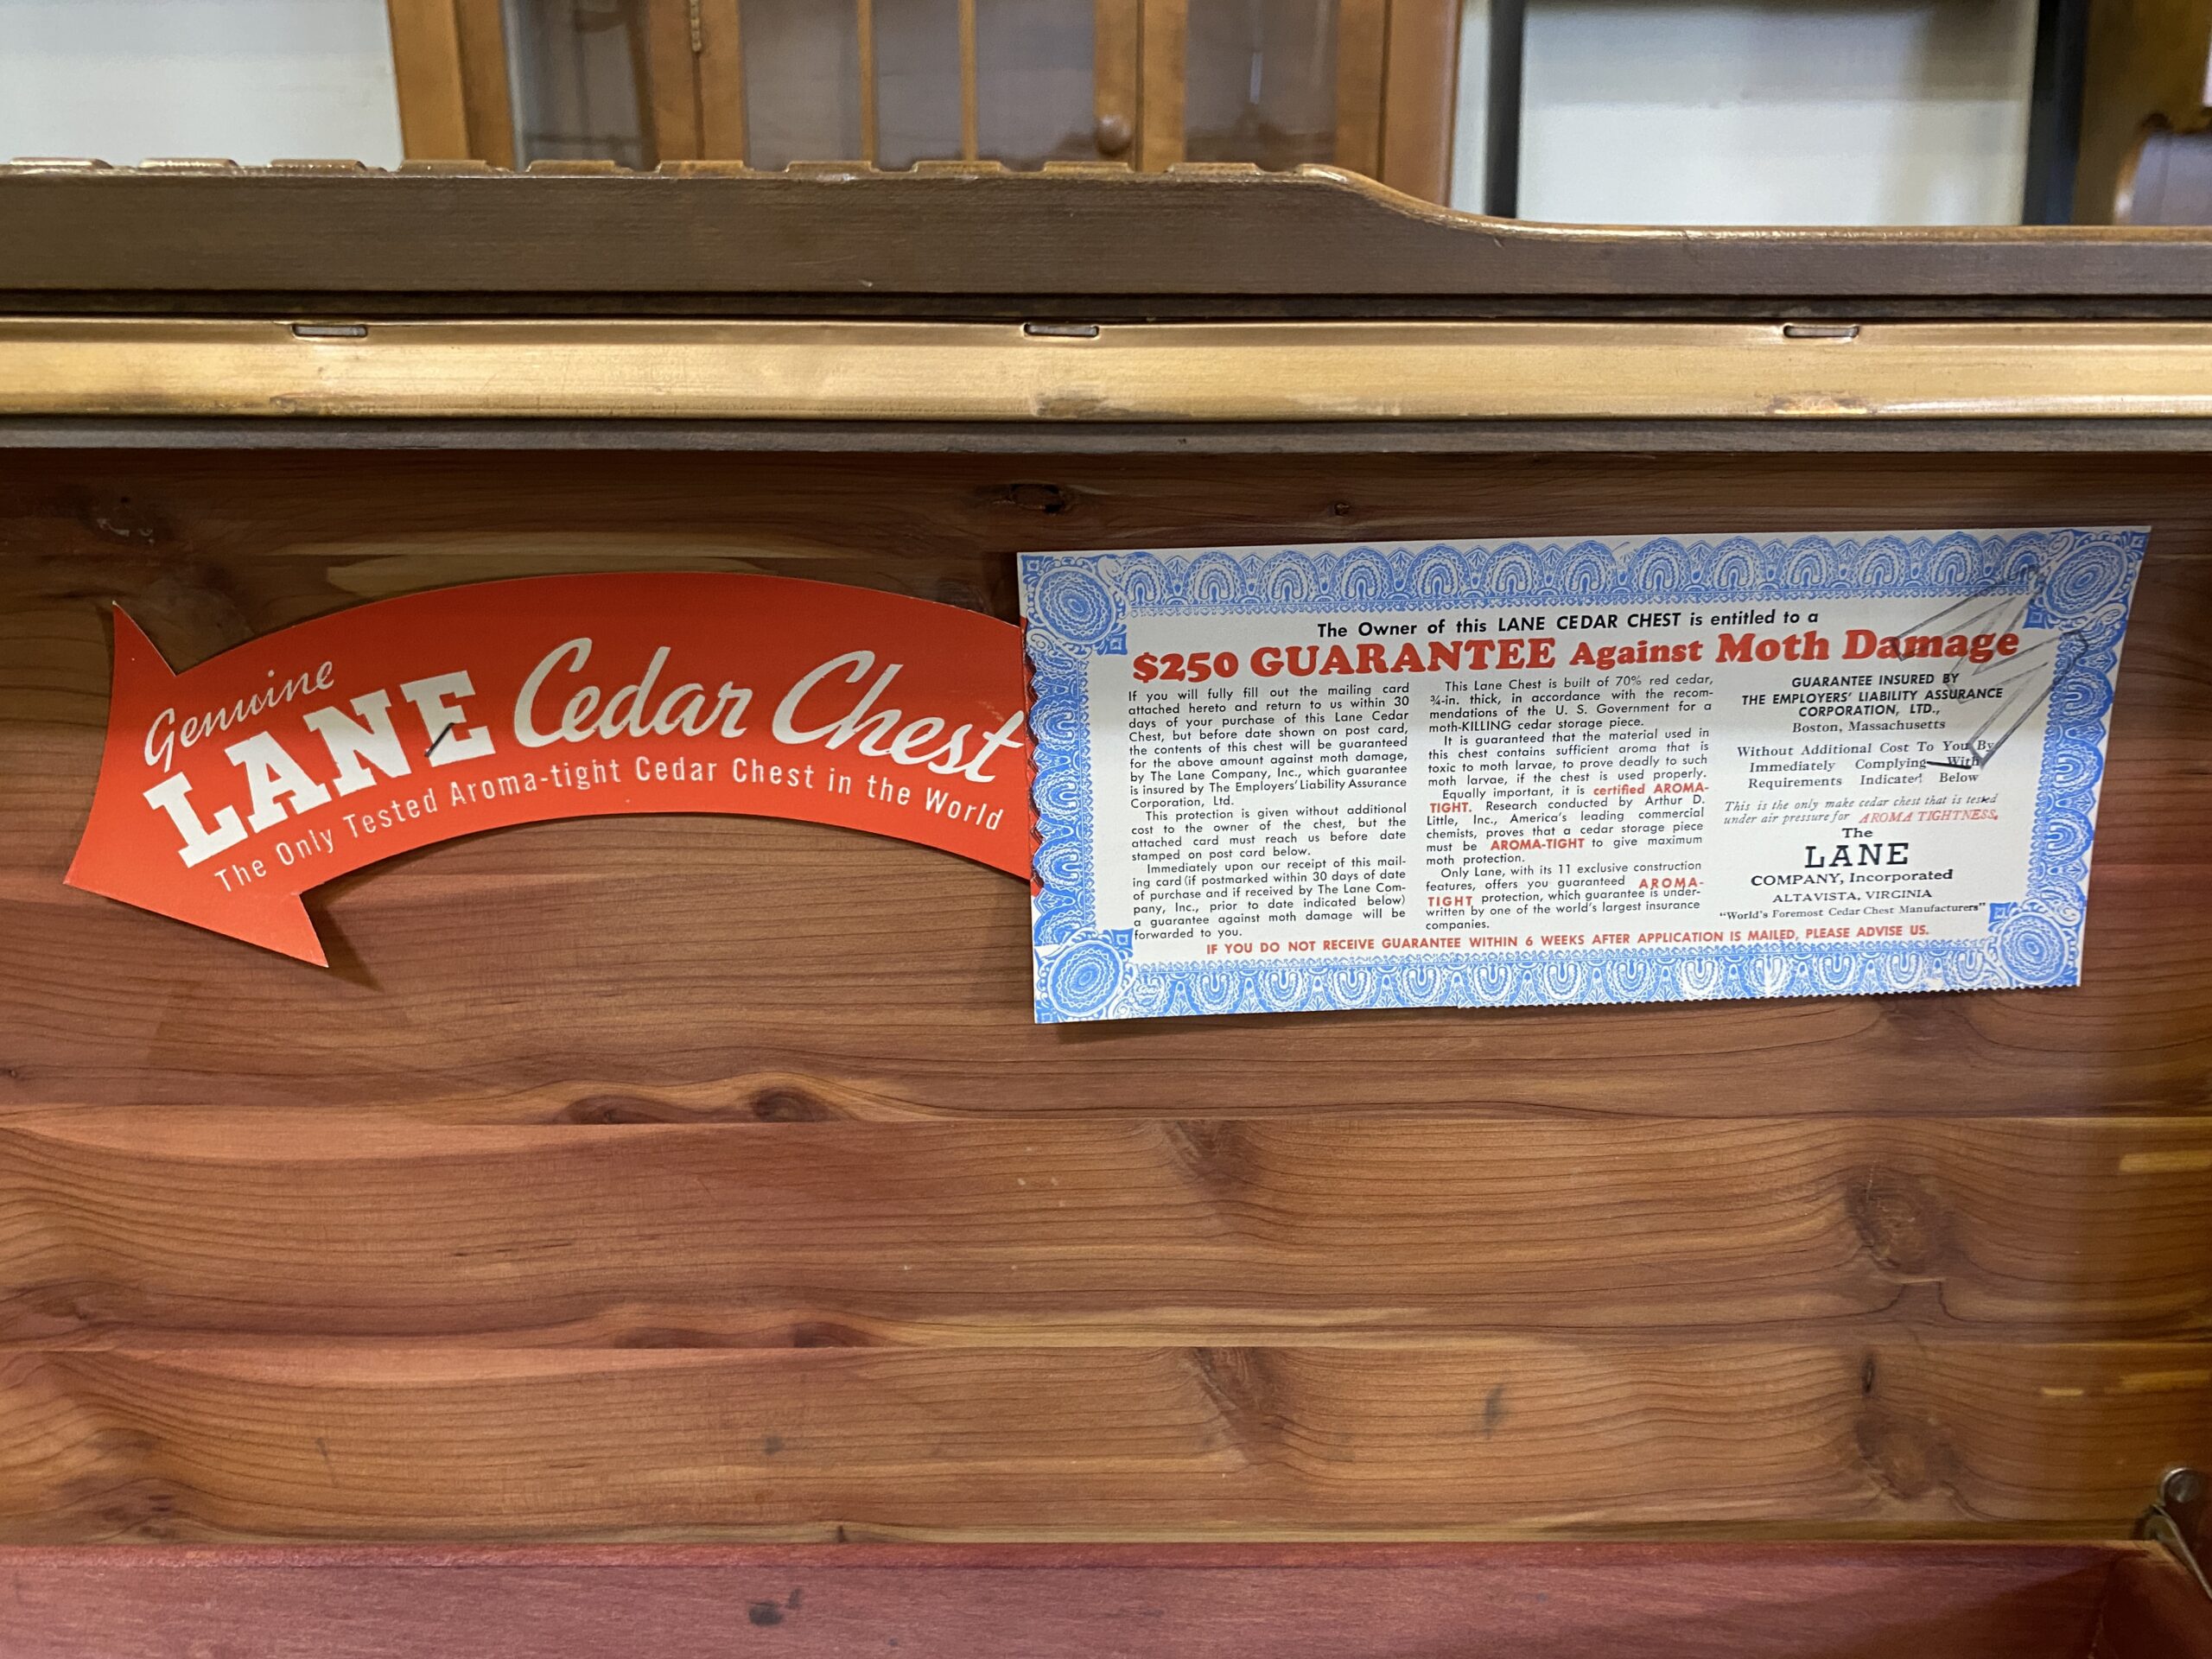 Genuine
LANE Cedar Chest
The Only Tested Aroma-tight Cedar Chest in the World
The Owner of this LANE CEDAR CHEST is entitled to a
$250 GUARANTEE Against Moth Damage
If you will fully fill out the mailing card
attached hereto and return to us within 30
days of your purchase of this Lane Cedar
Chest, but before date shown on post card,
the contents of this chest will be guaranteed
for the above amount against moth damage,
by The Lane Company, Inc., which guarantee
is insured by The Employers' Liability Assurance
Corporation, Ltd.
This protection is given without additional
cost to the owner of the chest, but the
attached card must reach us before date
stamped on post card below.
Immediately upon our receipt of this mail-
ing card (if postmarked within 30 days of date
of purchase and if received by The Lane Com-
pany, Inc., prior to date indicated below)
a guarantee against moth damage will be
forwarded to you.
This Lane Chest is built of 70% red cedar,
¾-in. thick, in accordance with the recom-
mendations of the U. S. Government for a
moth-KILLING cedar storage piece.
It is guaranteed that the material used in
this chest contains sufficient aroma that is
toxic to moth larvae, to prove deadly to such
moth larvae, if the chest is used properly.
Equally important, it is certified AROMA-
TIGHT. Research conducted by Arthur D.
Little, Inc., America's leading commercial
chemists, proves that a cedar storage piece
must be AROMA-TIGHT to give maximum
moth protection.
Only Lane, with its 11 exclusive construction
features, offers you guaranteed AROMA-
TIGHT protection, which guarantee is under-
written by one of the world's largest insurance
companies.
GUARANTEE INSURED BY
THE EMPLOYERS' LIABILITY ASSURANCE
CORPORATION, LTD.,
Boston, Massachusetts
Without Additional Cost To You By
Immediately Complying With
Requirements Indicated Below
This is the only make cedar chest that is tested
under air pressure for AROMA TIGHTNESS.
The
LANE
COMPANY, Incorporated
ALTAVISTA, VIRGINIA
"World's Foremost Cedar Chest Manufacturers"
IF YOU DO NOT RECEIVE GUARANTEE WITHIN 6 WEEKS AFTER APPLICATION IS MAILED, PLEASE ADVISE US.